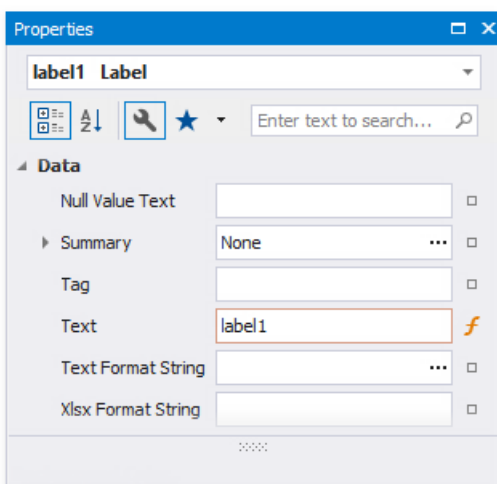 Properties
label1 Label
Enter text to search...
Data
Null Value Text
Summary None
Tag
Text label1
Text Format String
Xlsx Format String